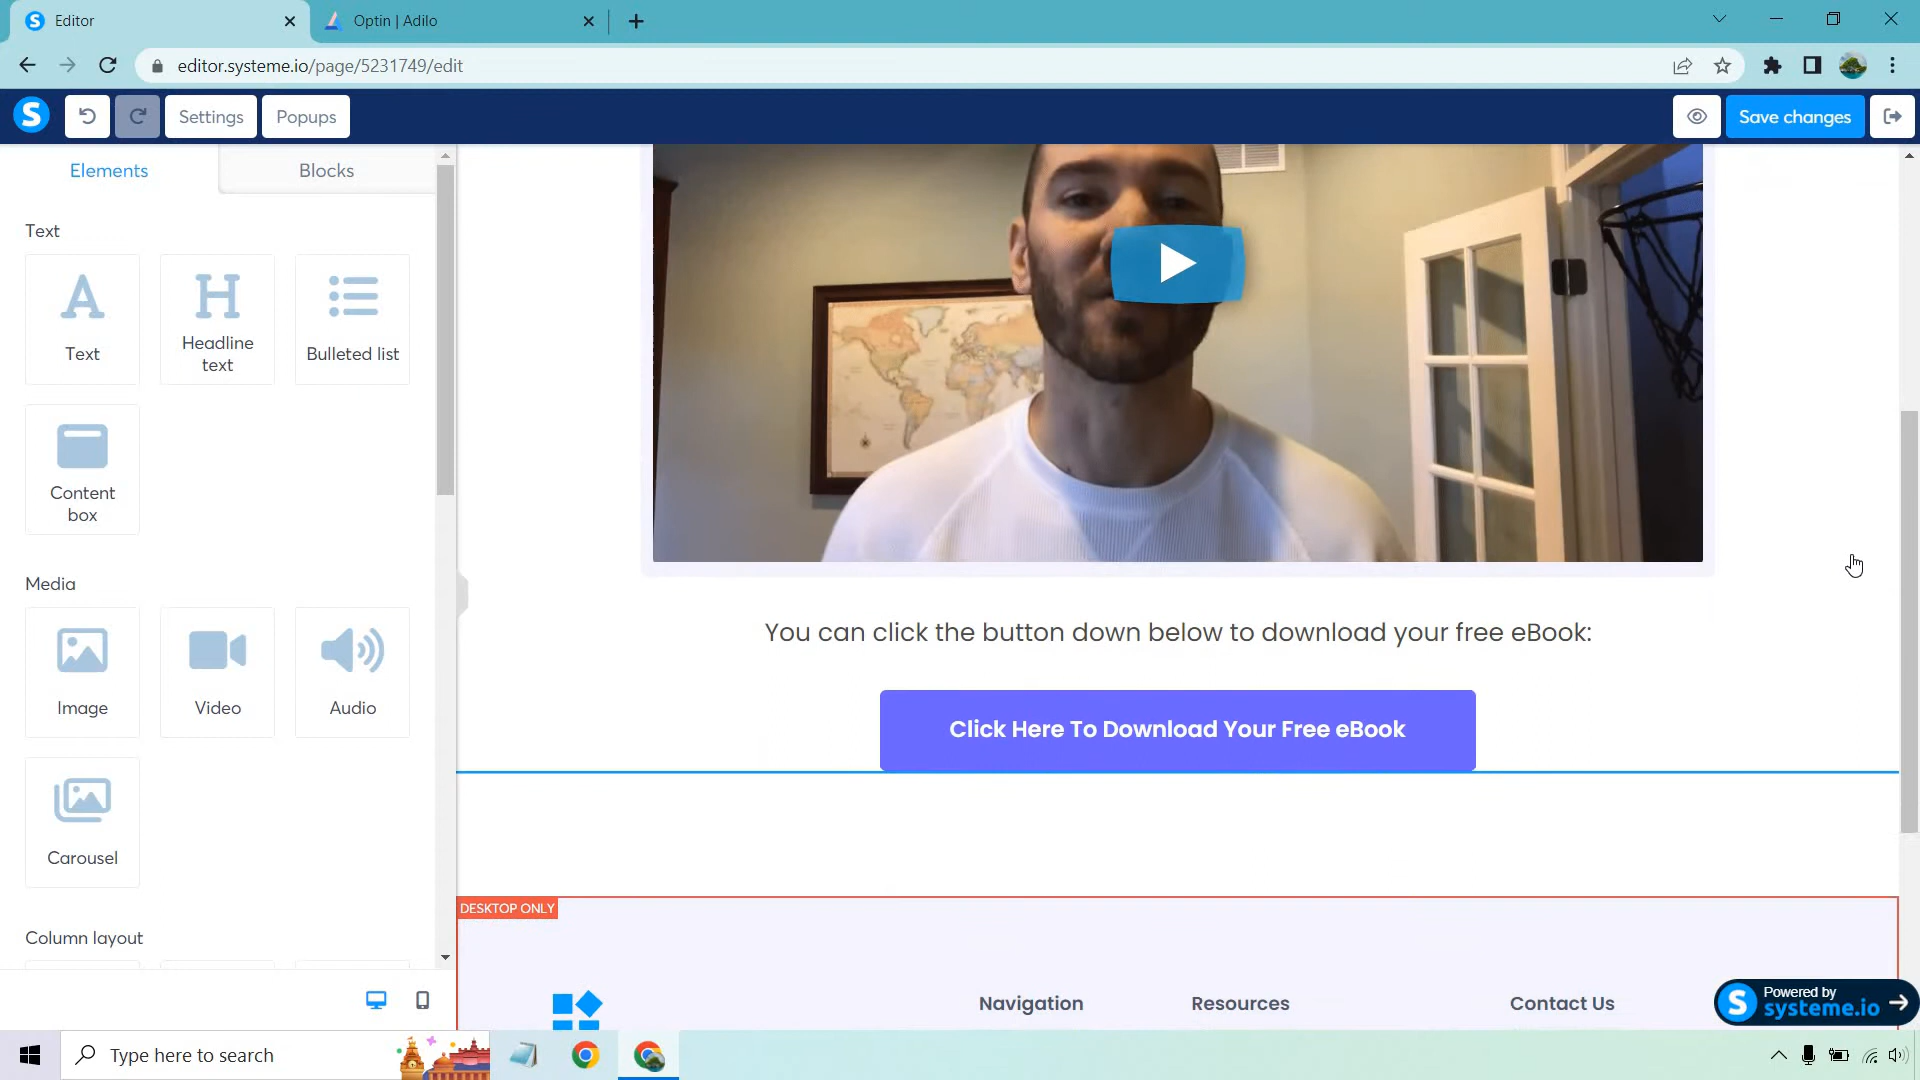 Editor
Optin | Adilo
editor.systeme.io/page/5231749/edit
S
Settings
Popups
Save changes
Elements
Blocks
Text
A
Text
H
Headline
text
Bulleted list
Content
box
Media
Image
Video
Audio
Carousel
Column layout
You can click the button down below to download your free eBook:
Click Here To Download Your Free eBook
DESKTOP ONLY
Navigation
Resources
Contact Us
S
Powered by
systeme.io
Type here to search